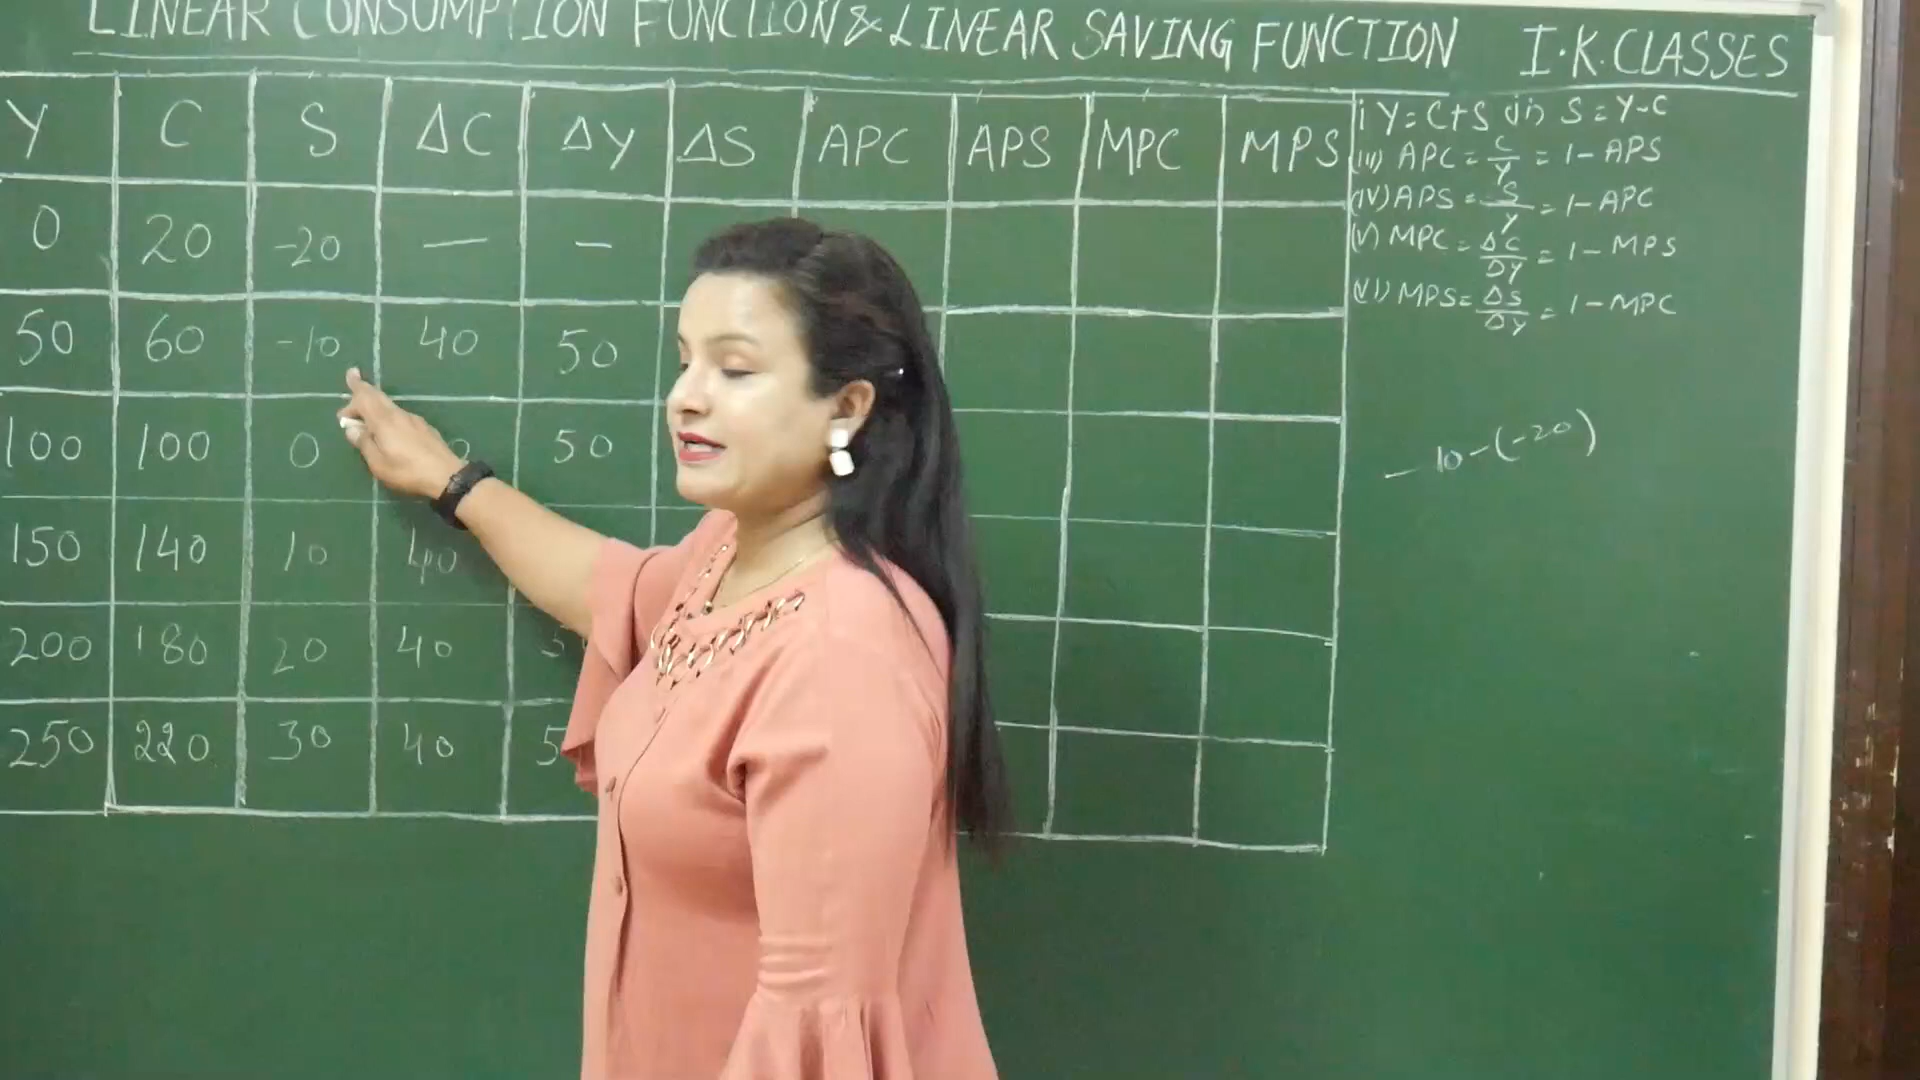 LINEAR CONSUMPTION FUNCTION & LINEAR SAVING FUNCTION I.K.CLASSES
Y C S ΔC ΔY ΔS APC APS MPC MPS
0 20 -20 — –
50 60 -10 40 50
100 100 0 0 50
150 140 10 40
200 180 20 40 5
250 220 30 40 5
i Y=C+S (ii) S=Y-C
(iii) APC = C/Y = 1-APS
(iv) APS = S/Y = 1-APC
(v) MPC = ΔC/ΔY = 1-MPS
(vi) MPS = ΔS/ΔY = 1-MPC
- 10-(-20)